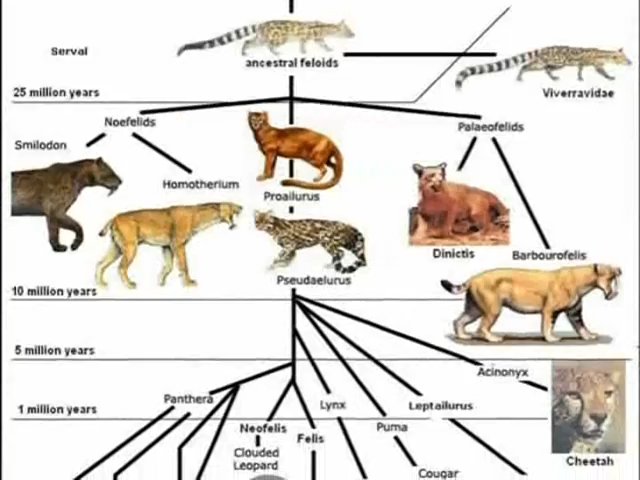 Serval
ancestral feloids
Viverravidae
25 million years
Noefelids
Palaeofelids
Smilodon
Homotherium
Proailurus
Dinictis
Barbourofelis
Pseudaelurus
10 million years
5 million years
Acinonyx
Panthera
Lynx
Leptailurus
1 million years
Neofelis
Puma
Felis
Clouded
Leopard
Cheetah
Cougar